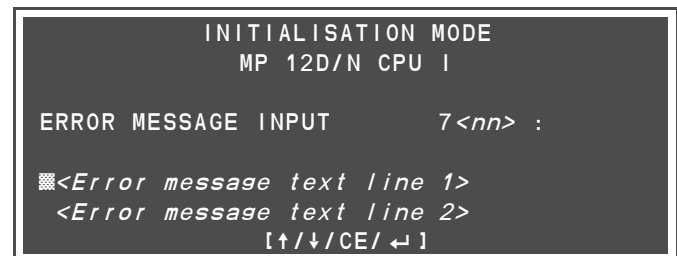 INITIALISATION MODE
MP 12D/N CPU I
ERROR MESSAGE INPUT 7<nn> :
<Error message text line 1>
<Error message text line 2>
[↑/↓/CE/↵]